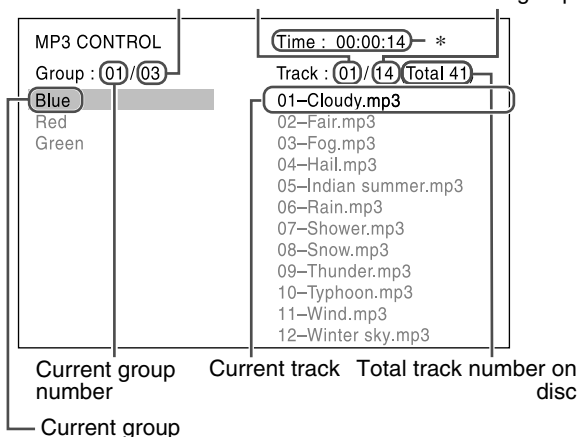 MP3 CONTROL
Time : 00:00:14 *
Group : 01/03
Track : 01/14 Total 41
Blue
Red
Green
01–Cloudy.mp3
02–Fair.mp3
03–Fog.mp3
04–Hail.mp3
05–Indian summer.mp3
06–Rain.mp3
07–Shower.mp3
08–Snow.mp3
09–Thunder.mp3
10–Typhoon.mp3
11–Wind.mp3
12–Winter sky.mp3
Current group
number
Current track
Total track number on
disc
Current group